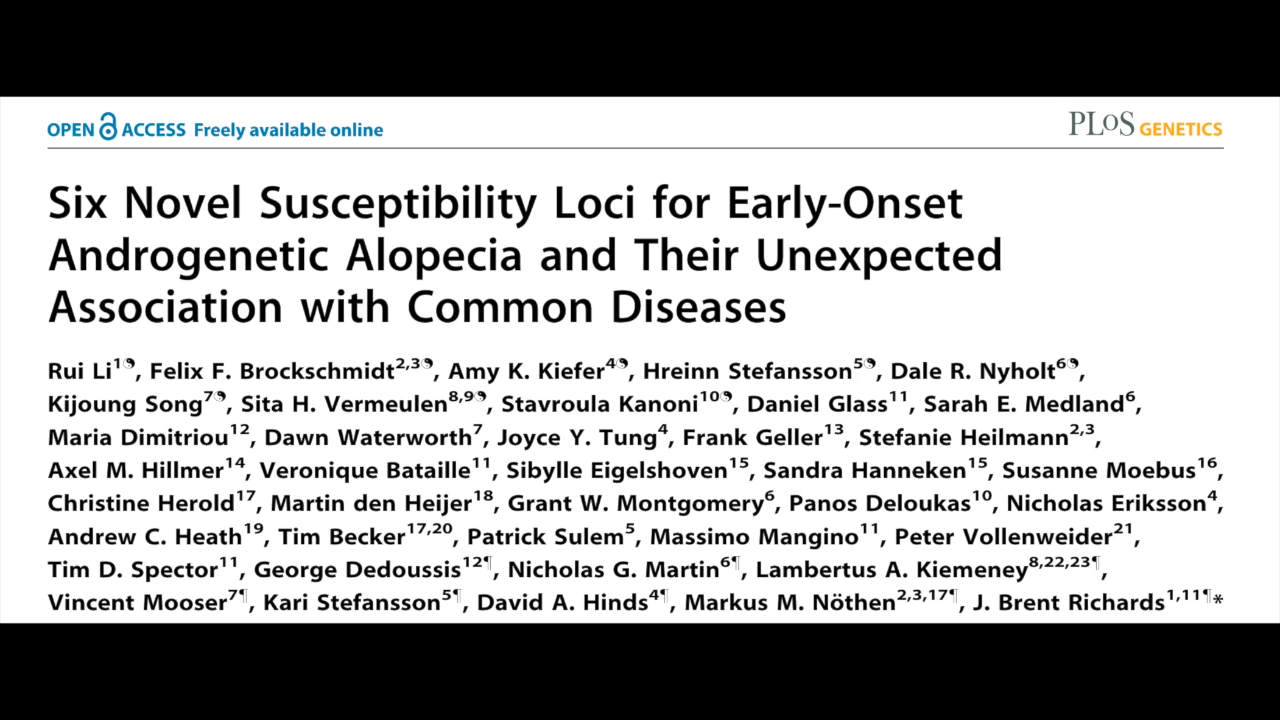 OPEN ACCESS Freely available online
PLoS GENETICS
Six Novel Susceptibility Loci for Early-Onset
Androgenetic Alopecia and Their Unexpected
Association with Common Diseases
Rui Li1☯, Felix F. Brockschmidt2,3☯, Amy K. Kiefer4☯, Hreinn Stefansson5☯, Dale R. Nyholt6☯,
Kijoung Song7☯, Sita H. Vermeulen8,9☯, Stavroula Kanoni10☯, Daniel Glass11, Sarah E. Medland6,
Maria Dimitriou12, Dawn Waterworth7, Joyce Y. Tung4, Frank Geller13, Stefanie Heilmann2,3,
Axel M. Hillmer14, Veronique Bataille11, Sibylle Eigelshoven15, Sandra Hanneken15, Susanne Moebus16,
Christine Herold17, Martin den Heijer18, Grant W. Montgomery6, Panos Deloukas10, Nicholas Eriksson4,
Andrew C. Heath19, Tim Becker17,20, Patrick Sulem5, Massimo Mangino11, Peter Vollenweider21,
Tim D. Spector11, George Dedoussis12¶, Nicholas G. Martin6¶, Lambertus A. Kiemeney8,22,23¶,
Vincent Mooser7¶, Kari Stefansson5¶, David A. Hinds4¶, Markus M. Nöthen2,3,17¶, J. Brent Richards1,11¶*